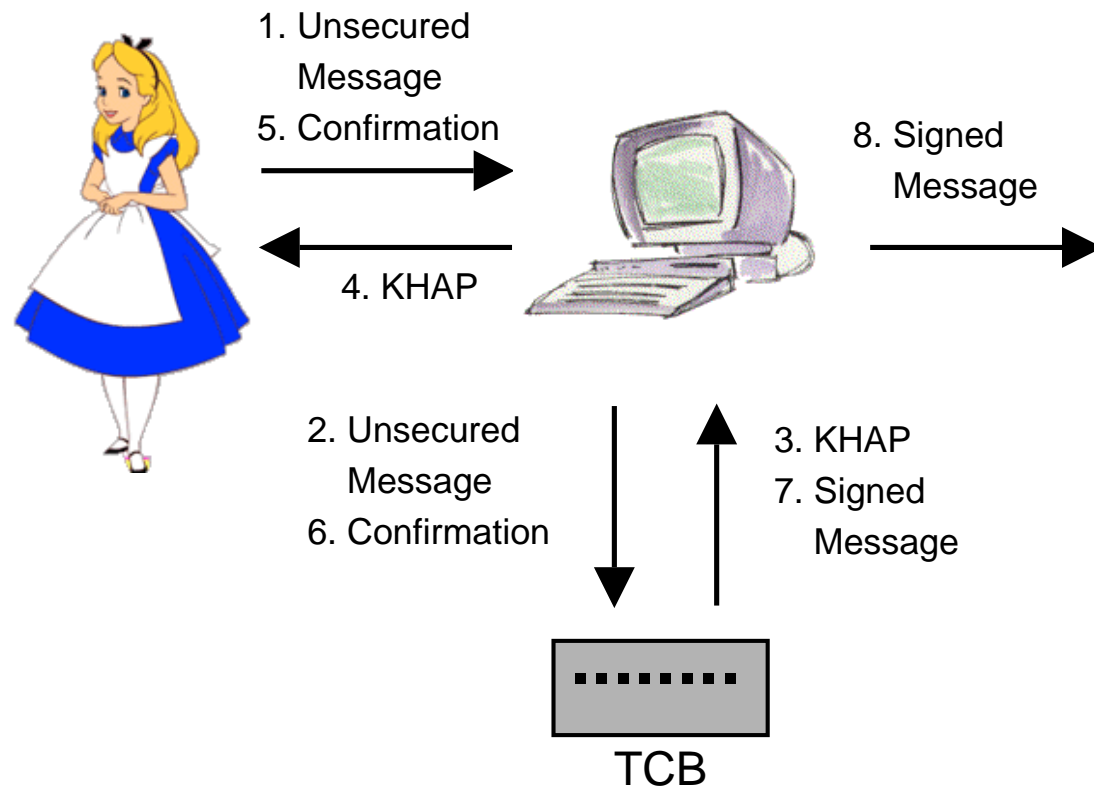 1. Unsecured
Message
5. Confirmation
4. KHAP
8. Signed
Message
2. Unsecured
Message
6. Confirmation
3. KHAP
7. Signed
Message
TCB